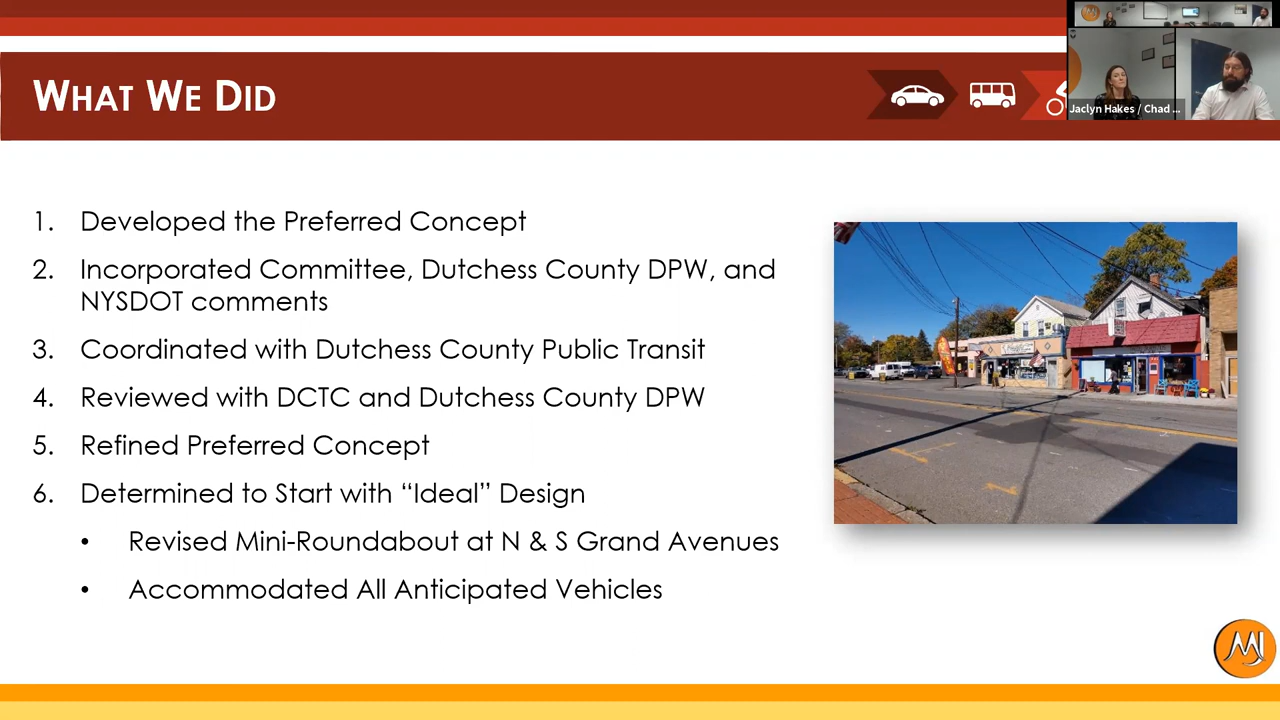 WHAT WE DID
Jaclyn Hakes / Chad ...
1. Developed the Preferred Concept
2. Incorporated Committee, Dutchess County DPW, and
NYSDOT comments
3. Coordinated with Dutchess County Public Transit
4. Reviewed with DCTC and Dutchess County DPW
5. Refined Preferred Concept
6. Determined to Start with “Ideal” Design
• Revised Mini-Roundabout at N & S Grand Avenues
• Accommodated All Anticipated Vehicles
MJ